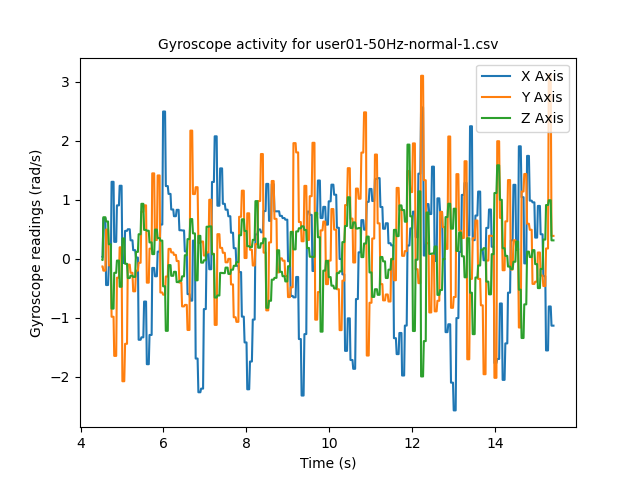 Gyroscope activity for user01-50Hz-normal-1.csv
X Axis
Y Axis
Z Axis
Gyroscope readings (rad/s)
3
2
1
0
−1
−2
4
6
8
10
12
14
Time (s)